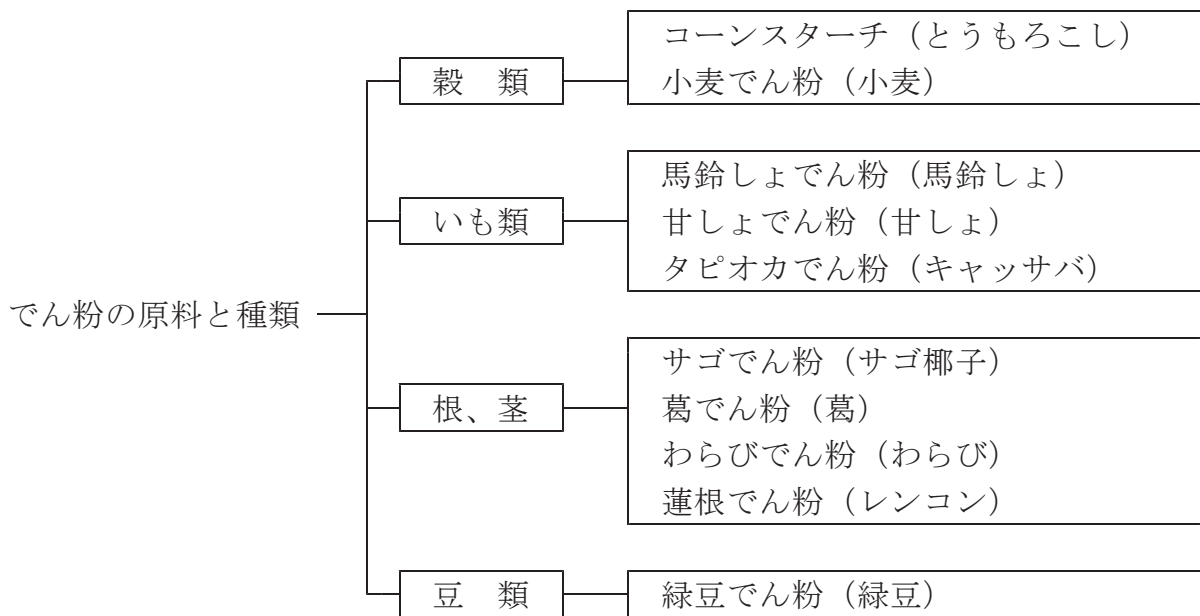 でん粉の原料と種類
穀　類
コーンスターチ（とうもろこし）
小麦でん粉（小麦）
いも類
馬鈴しょでん粉（馬鈴しょ）
甘しょでん粉（甘しょ）
タピオカでん粉（キャッサバ）
根、茎
サゴでん粉（サゴ椰子）
葛でん粉（葛）
わらびでん粉（わらび）
蓮根でん粉（レンコン）
豆　類
緑豆でん粉（緑豆）